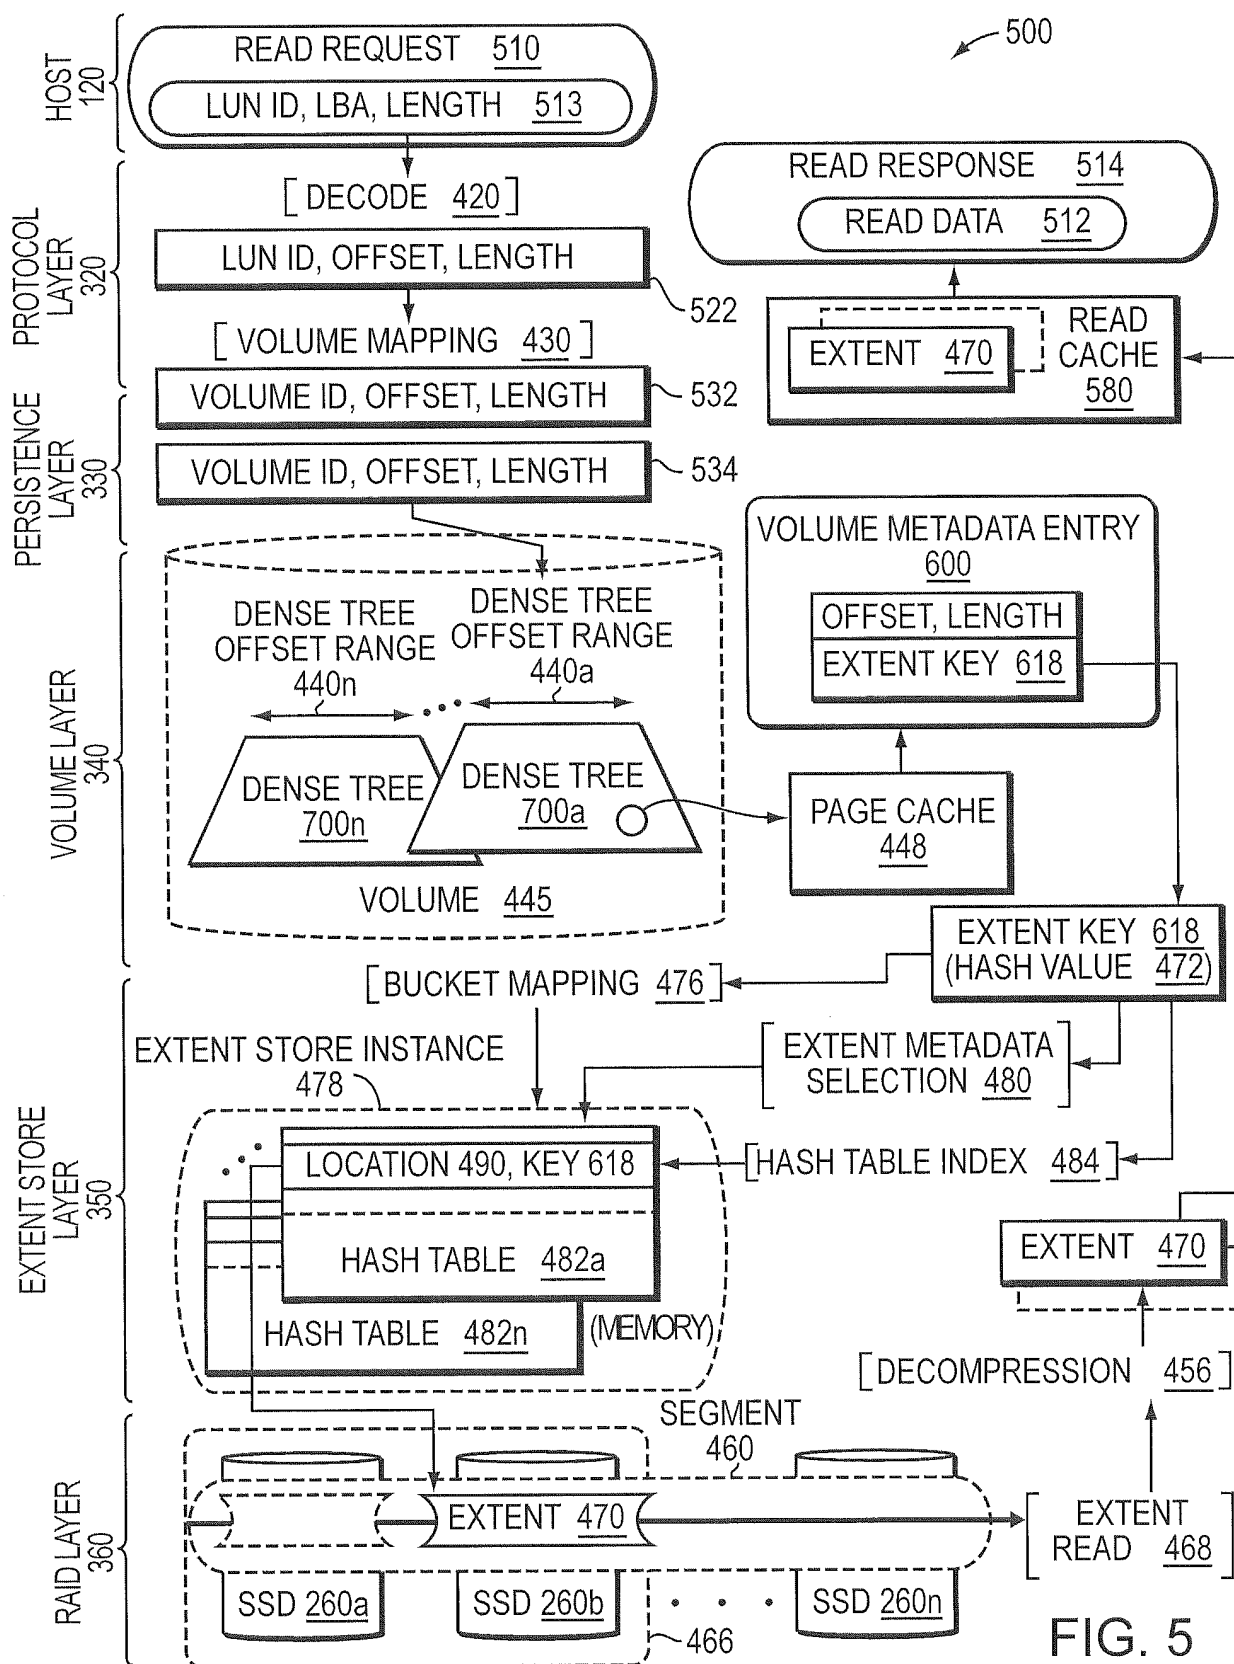 500
HOST
120
READ REQUEST 510
LUN ID, LBA, LENGTH 513
PROTOCOL
LAYER
320
[DECODE 420]
LUN ID, OFFSET, LENGTH
522
[VOLUME MAPPING 430]
READ RESPONSE 514
READ DATA 512
EXTENT 470
READ
CACHE
580
PERSISTENCE
LAYER
330
VOLUME ID, OFFSET, LENGTH
532
VOLUME ID, OFFSET, LENGTH
534
VOLUME LAYER
340
DENSE TREE
OFFSET RANGE
440n
DENSE TREE
OFFSET RANGE
440a
DENSE TREE
700n
DENSE TREE
700a
VOLUME 445
VOLUME METADATA ENTRY
600
OFFSET, LENGTH
EXTENT KEY 618
PAGE CACHE
448
EXTENT KEY 618
(HASH VALUE 472)
[BUCKET MAPPING 476]
EXTENT STORE
LAYER
350
EXTENT STORE INSTANCE
478
[EXTENT METADATA
SELECTION 480]
LOCATION 490, KEY 618
[HASH TABLE INDEX 484]
HASH TABLE 482a
HASH TABLE 482n
(MEMORY)
EXTENT 470
[DECOMPRESSION 456]
RAID LAYER
360
SEGMENT
460
EXTENT 470
[EXTENT
READ 468]
SSD 260a
SSD 260b
SSD 260n
466
FIG. 5